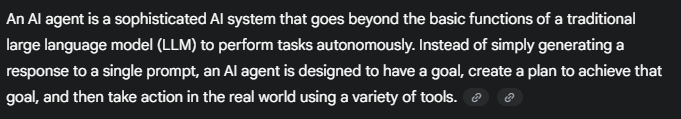 An AI agent is a sophisticated AI system that goes beyond the basic functions of a traditional
large language model (LLM) to perform tasks autonomously. Instead of simply generating a
response to a single prompt, an AI agent is designed to have a goal, create a plan to achieve that
goal, and then take action in the real world using a variety of tools.